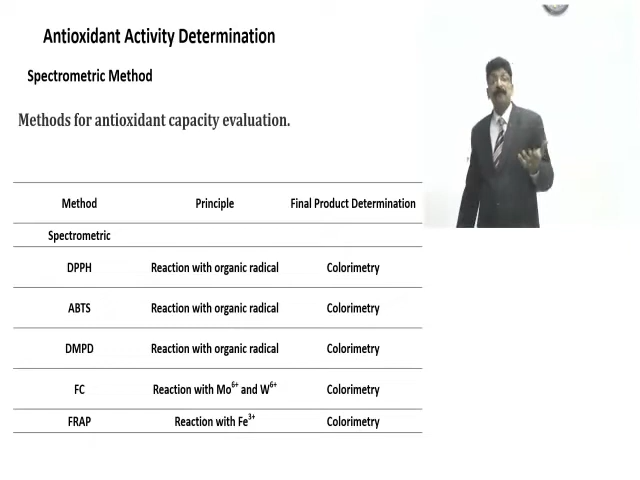 Antioxidant Activity Determination
Spectrometric Method
Methods for antioxidant capacity evaluation.
Method Principle Final Product Determination
Spectrometric
DPPH Reaction with organic radical Colorimetry
ABTS Reaction with organic radical Colorimetry
DMPD Reaction with organic radical Colorimetry
FC Reaction with Mo⁶⁺ and W⁶⁺ Colorimetry
FRAP Reaction with Fe³⁺ Colorimetry